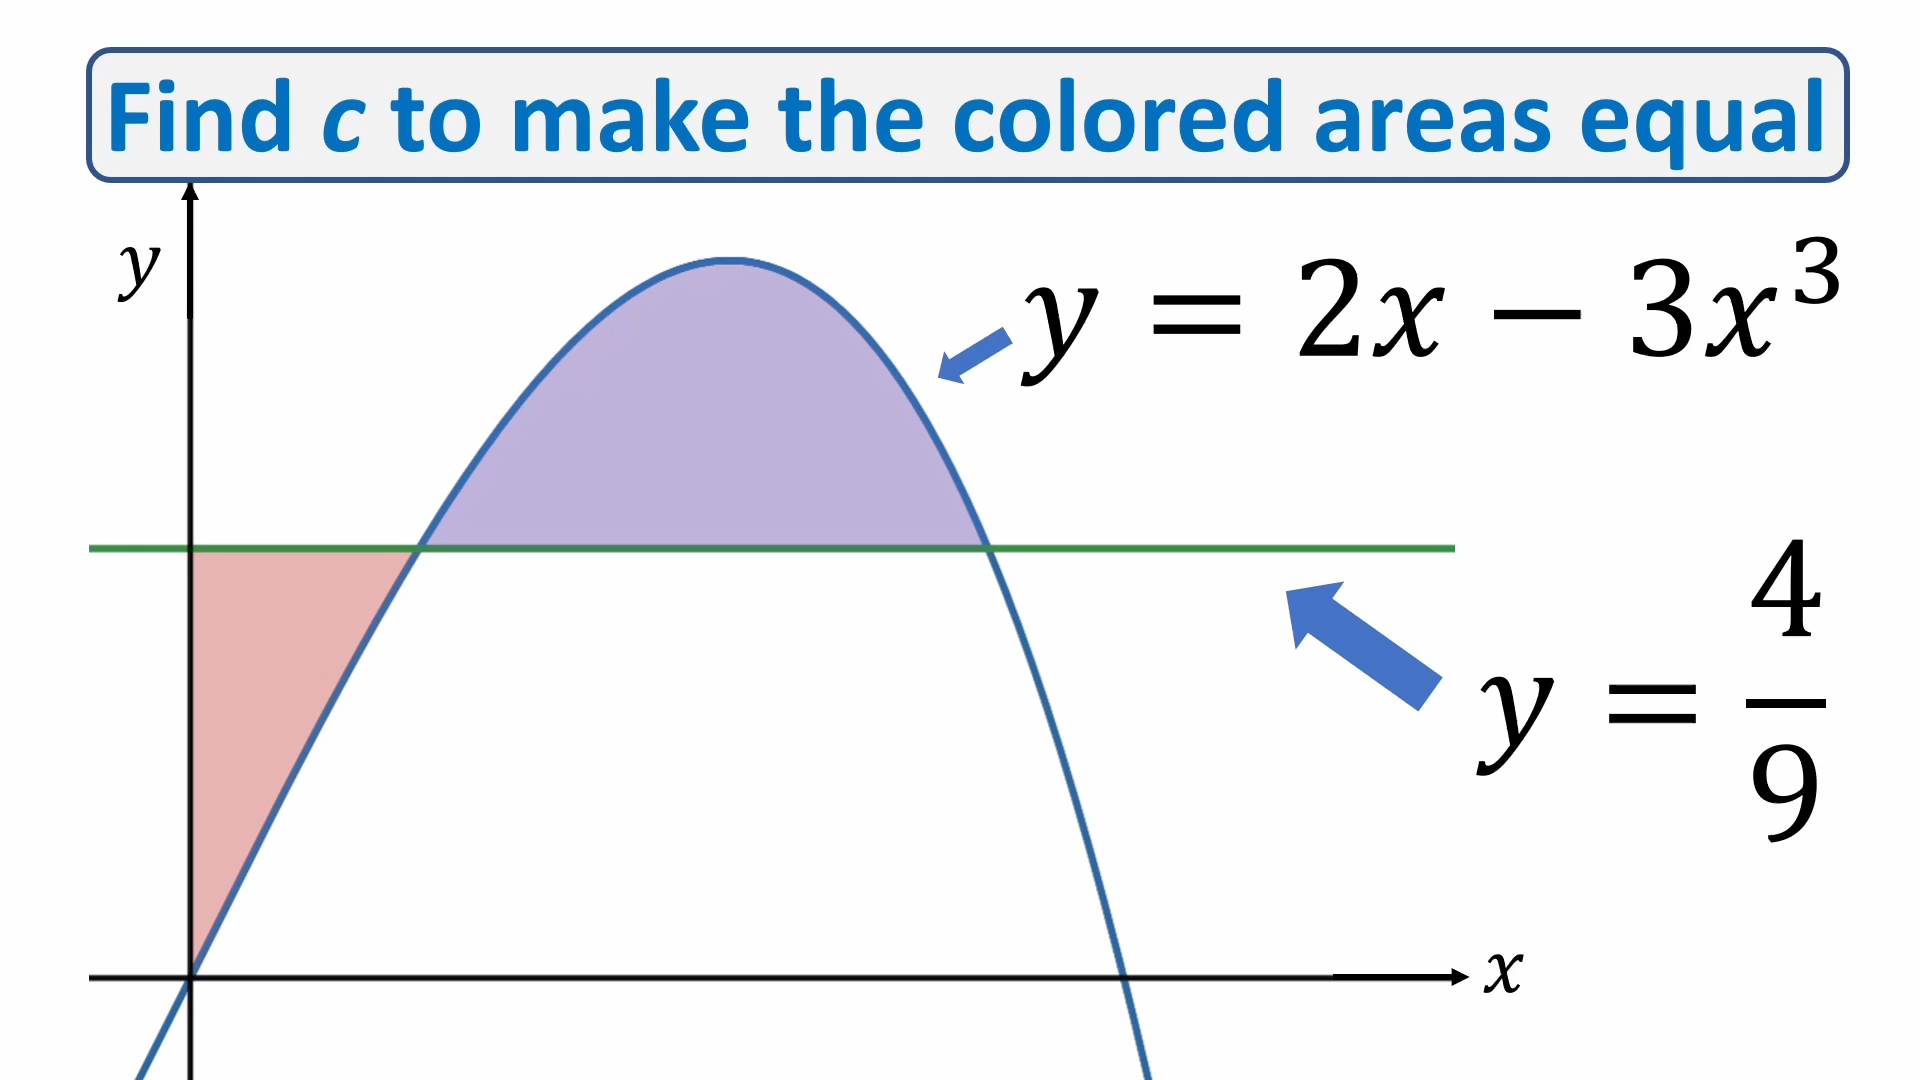 Find c to make the colored areas equal
y
y = 2x − 3x³
y = 4/9
x